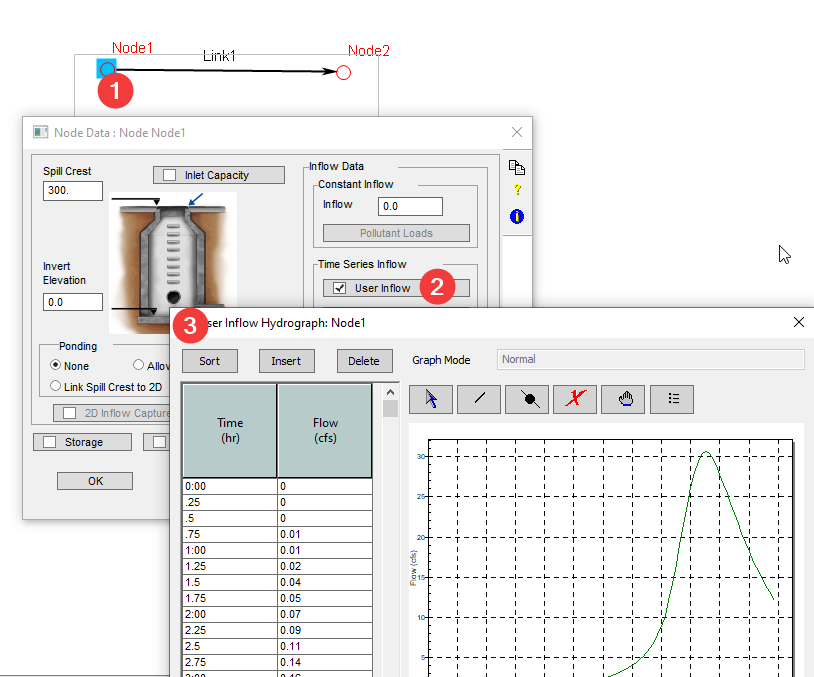 Node1
Link1
Node2
1
Node Data : Node Node1
Spill Crest
300.
Inlet Capacity
Inflow Data
Constant Inflow
Inflow
0.0
Pollutant Loads
?
i
Invert
Elevation
0.0
Time Series Inflow
User Inflow
2
Ponding
None
Allow
Link Spill Crest to 2D
2D Inflow Capture
Storage
OK
3
ser Inflow Hydrograph: Node1
Sort
Insert
Delete
Graph Mode
Normal
Time
(hr)
Flow
(cfs)
0:00 0
.25 0
.5 0
.75 0.01
1:00 0.01
1.25 0.02
1.5 0.04
1.75 0.05
2:00 0.07
2.25 0.09
2.5 0.11
2.75 0.14
30
25
20
15
10
5
Flow (cfs)